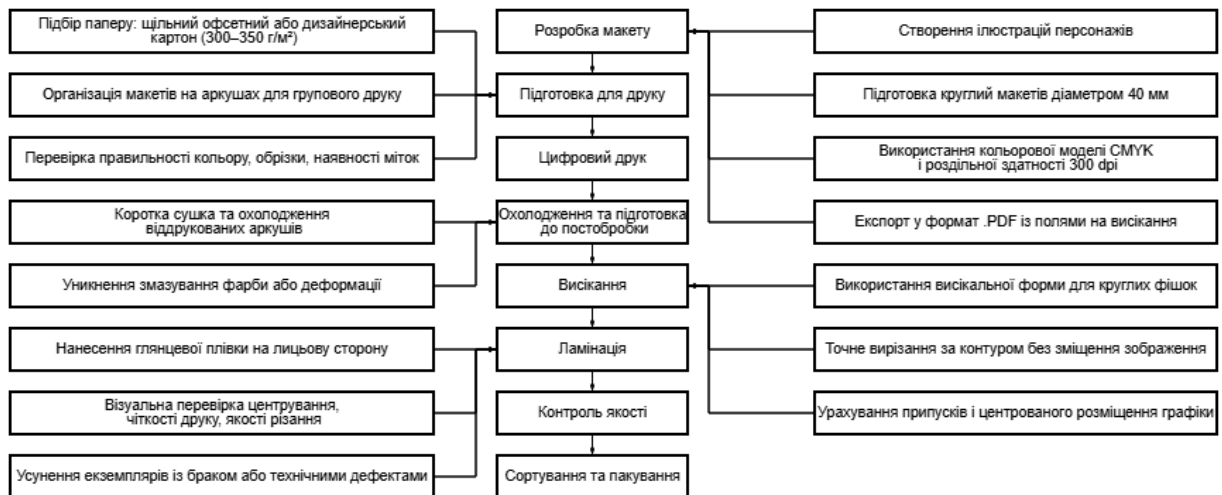 Підбір паперу: щільний офсетний або дизайнерський
картон (300–350 г/м²)
Розробка макету
Створення ілюстрацій персонажів
Організація макетів на аркушах для групового друку
Підготовка для друку
Підготовка круглий макетів діаметром 40 мм
Перевірка правильності кольору, обрізки, наявності міток
Цифровий друк
Використання кольорової моделі CMYK
і роздільної здатності 300 dpi
Коротка сушка та охолодження
віддрукованих аркушів
Охолодження та підготовка
до постобробки
Експорт у формат .PDF із полями на висікання
Уникнення змазування фарби або деформації
Висікання
Використання висікальної форми для круглих фішок
Нанесення глянцевої плівки на лицьову сторону
Ламінація
Точне вирізання за контуром без зміщення зображення
Візуальна перевірка центрування,
чіткості друку, якості різання
Контроль якості
Урахування припусків і центрованого розміщення графіки
Усунення екземплярів із браком або технічними дефектами
Сортування та пакування